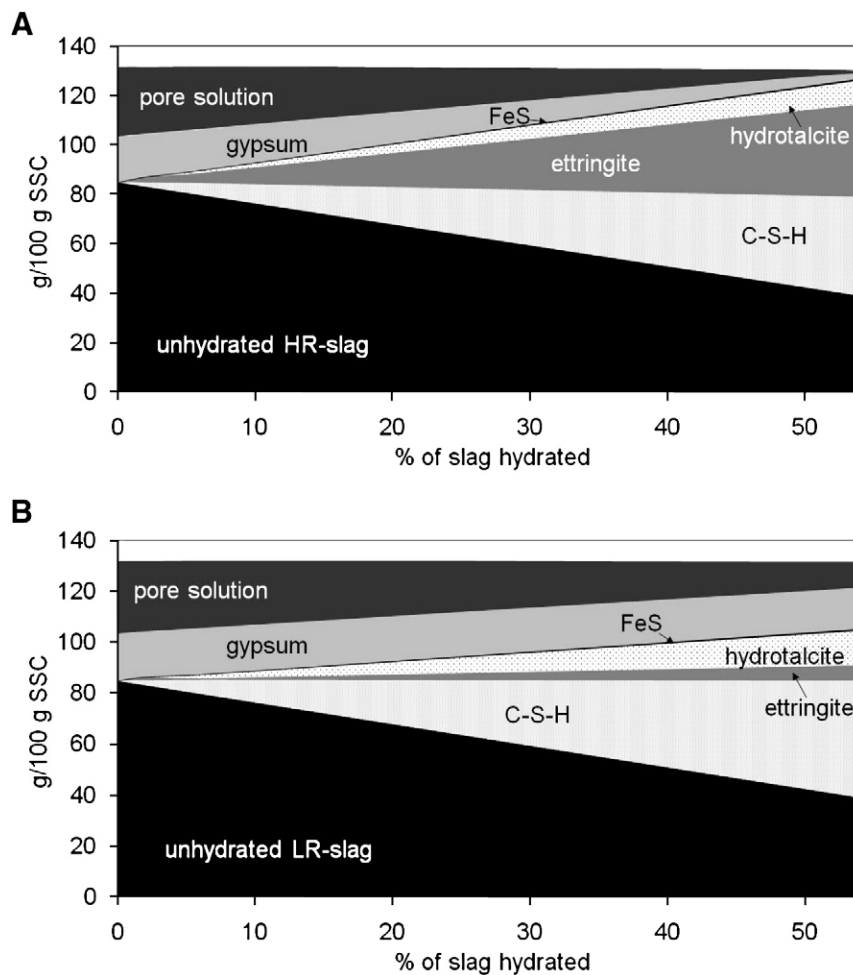 A
140
120
100
80
60
40
20
0
g/100 g SSC
pore solution
gypsum
FeS
hydrotalcite
ettringite
C-S-H
unhydrated HR-slag
0 10 20 30 40 50
% of slag hydrated
B
140
120
100
80
60
40
20
0
g/100 g SSC
pore solution
gypsum
FeS
hydrotalcite
ettringite
C-S-H
unhydrated LR-slag
0 10 20 30 40 50
% of slag hydrated